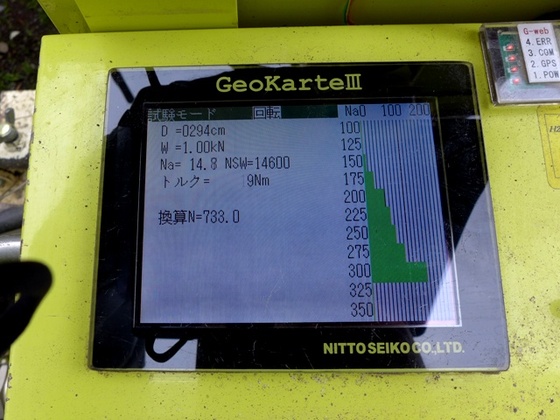 G-web
4.ERR
3.COM
2.GPS
1.POW
GeoKarteⅢ
試験モード 回転 Na0 100 200
D =0294cm
W =1.00kN
Na= 14.8 NSW=14600
トルク= 9Nm
換算N=733.0
100
125
150
175
200
225
250
275
300
325
350
NITTO SEIKO CO.,LTD.